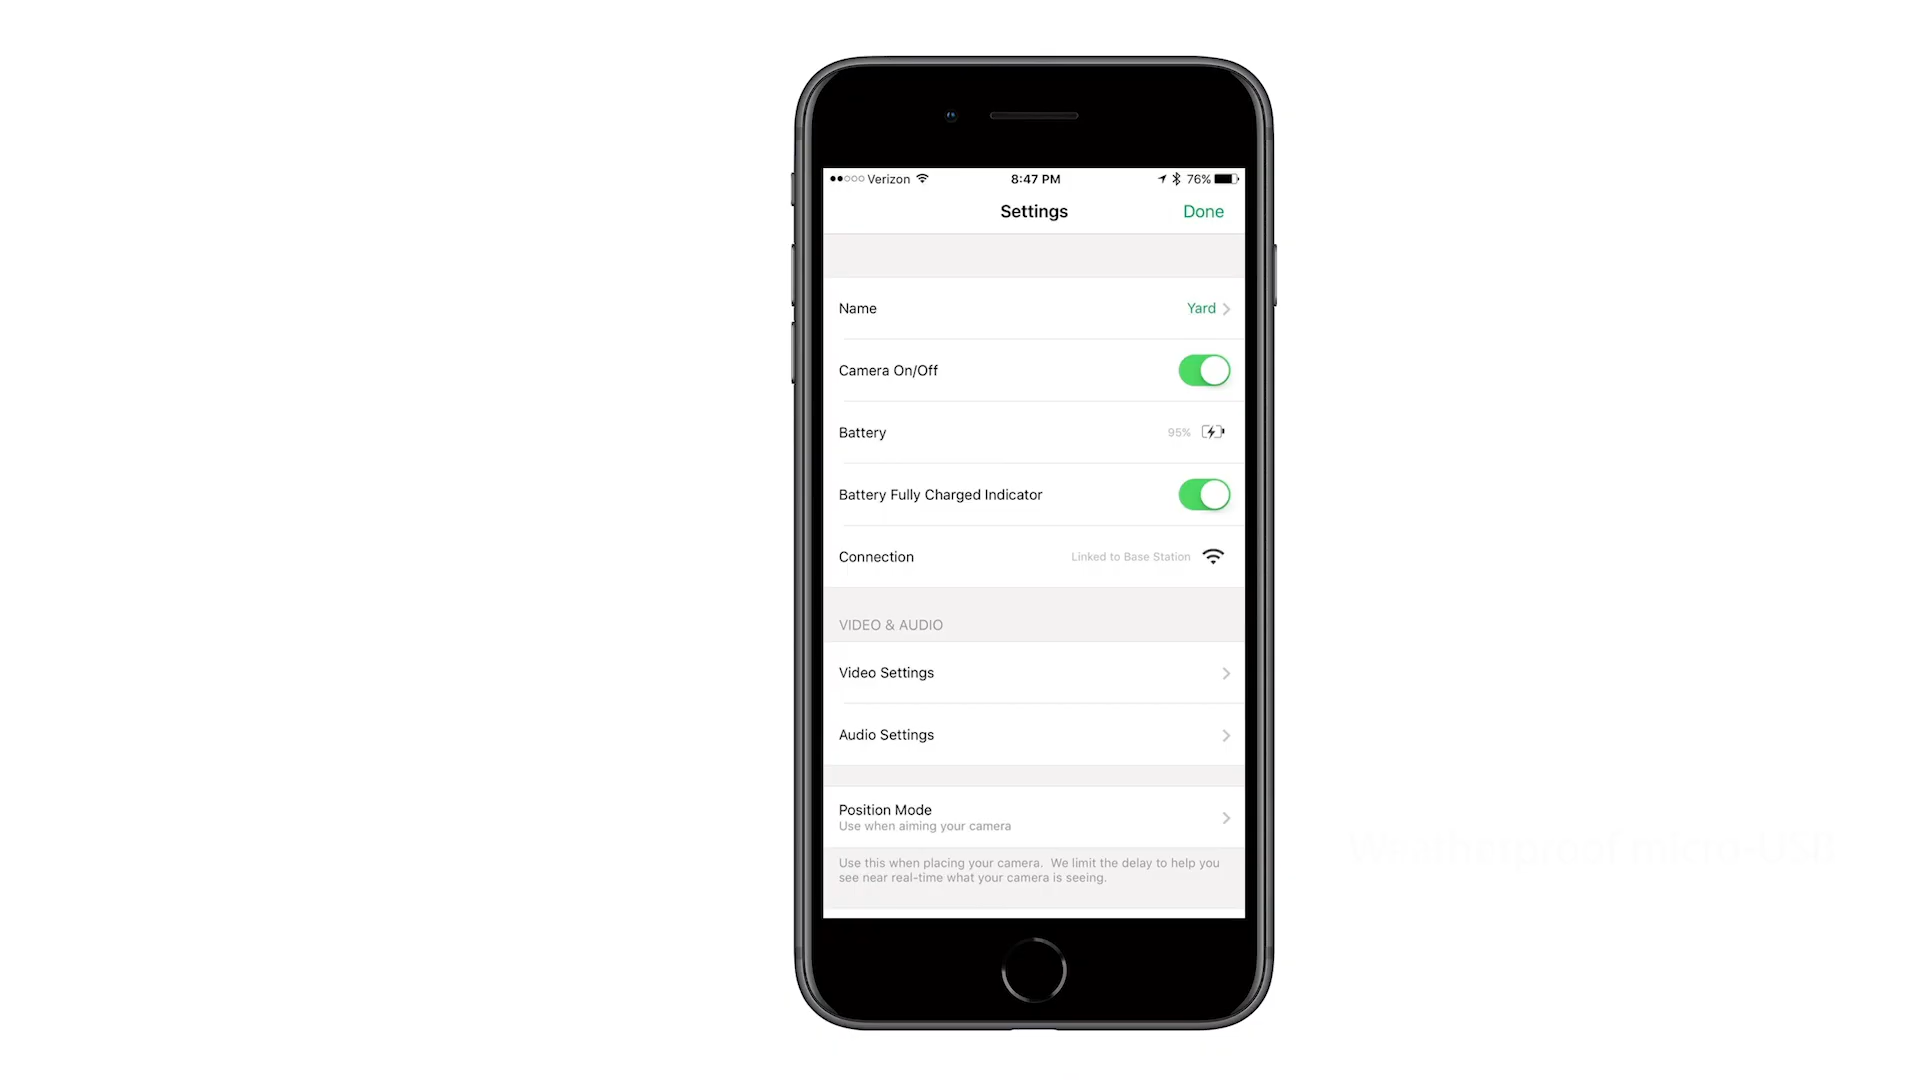 Verizon 8:47 PM 76%
Settings Done
Name Yard
Camera On/Off
Battery 95%
Battery Fully Charged Indicator
Connection Linked to Base Station
VIDEO & AUDIO
Video Settings
Audio Settings
Position Mode
Use when aiming your camera
Use this when placing your camera. We limit the delay to help you
see near real-time what your camera is seeing.
Weatherproof micro-USB